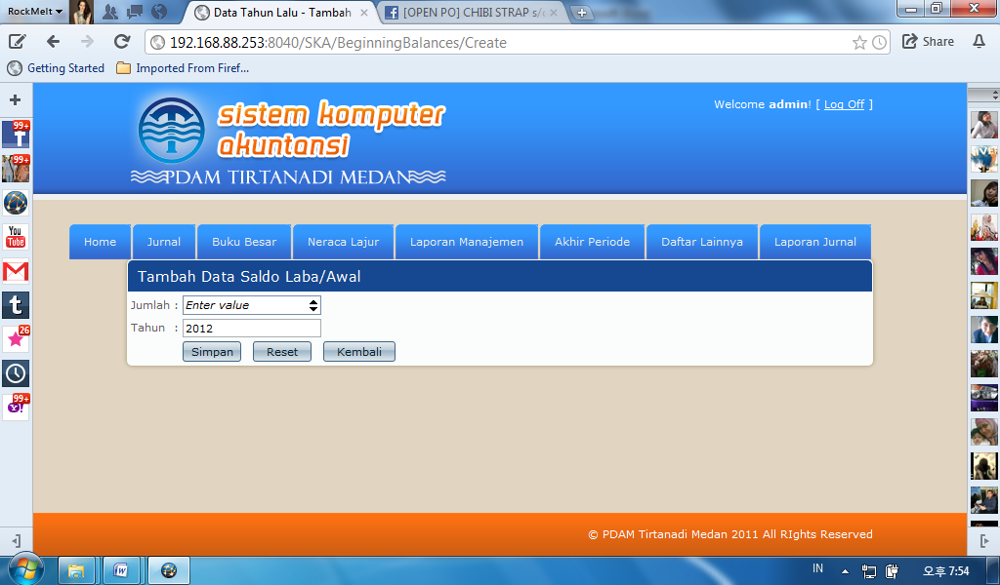 RockMelt
Data Tahun Lalu - Tambah
[OPEN PO] CHIBI STRAP s/
192.168.88.253:8040/SKA/BeginningBalances/Create
Share
Getting Started
Imported From Firef...
99+
99+
You
Tube
26
99+
sistem komputer
akuntansi
PDAM TIRTANADI MEDAN
Welcome admin! [ Log Off ]
Home
Jurnal
Buku Besar
Neraca Lajur
Laporan Manajemen
Akhir Periode
Daftar Lainnya
Laporan Jurnal
Tambah Data Saldo Laba/Awal
Jumlah : Enter value
Tahun : 2012
Simpan
Reset
Kembali
© PDAM Tirtanadi Medan 2011 All RIghts Reserved
IN
오후 7:54